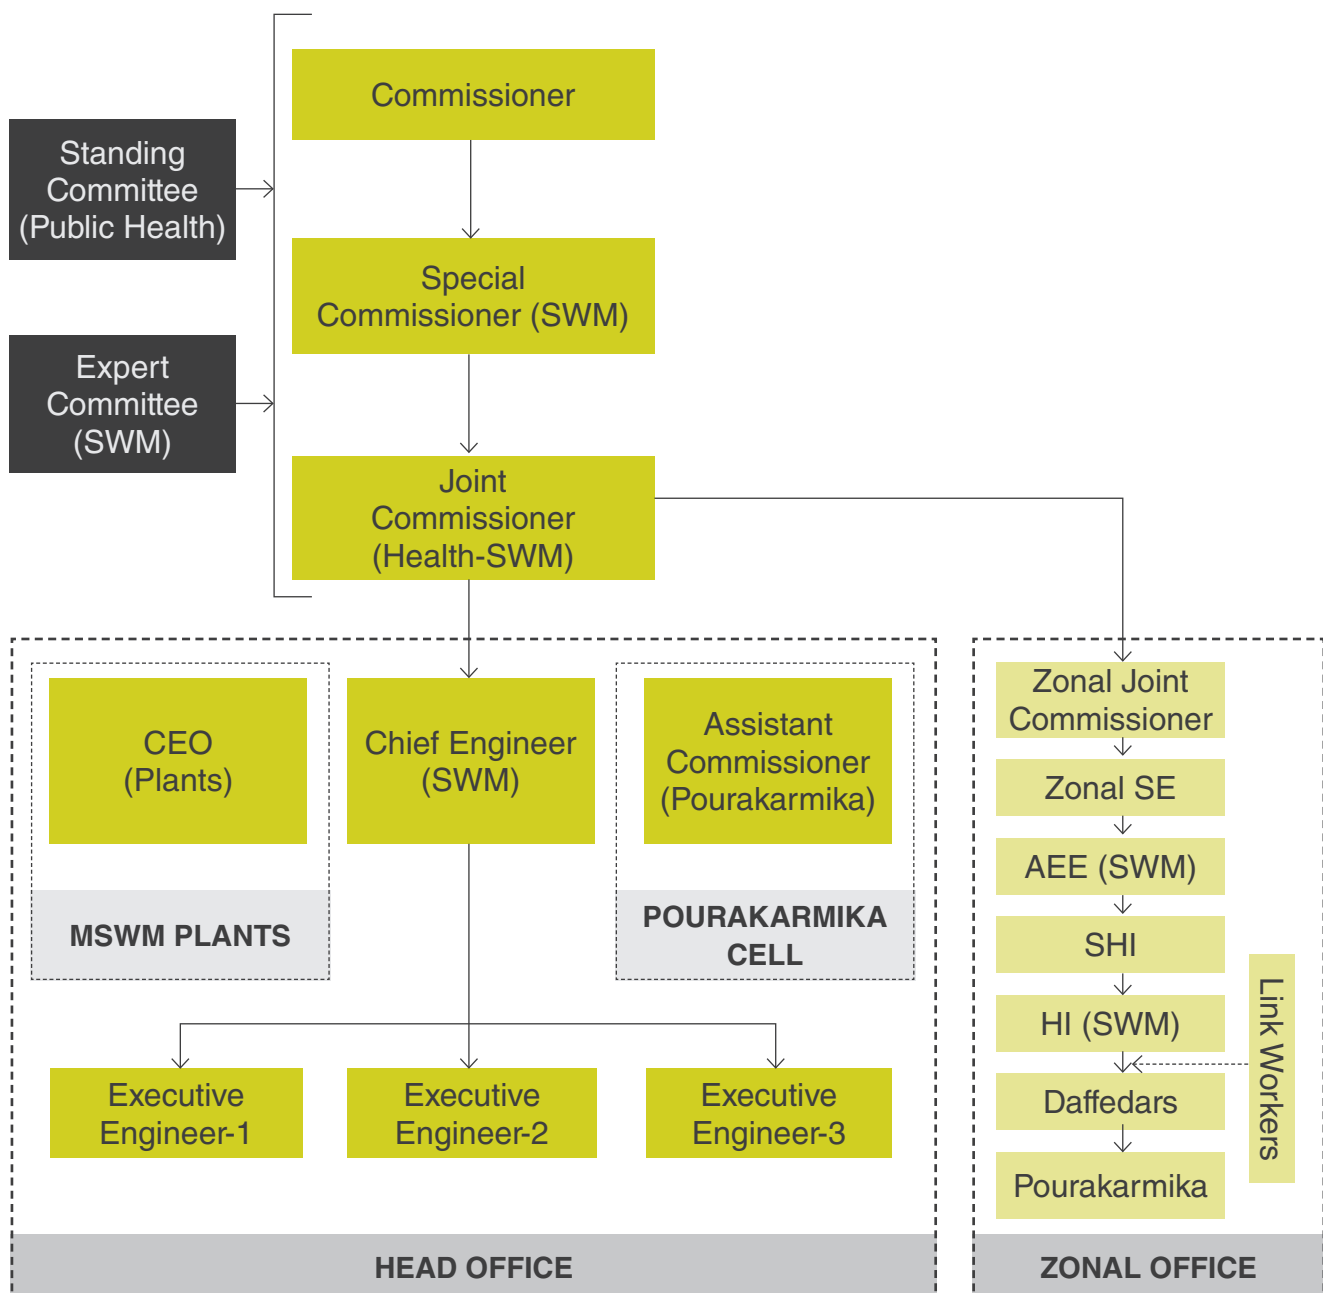 Commissioner
Standing
Committee
(Public Health)
Special
Commissioner (SWM)
Expert
Committee
(SWM)
Joint
Commissioner
(Health-SWM)
CEO
(Plants)
MSWM PLANTS
Chief Engineer
(SWM)
Assistant
Commissioner
(Pourakarmika)
POURAKARMIKA
CELL
Executive
Engineer-1
Executive
Engineer-2
Executive
Engineer-3
HEAD OFFICE
Zonal Joint
Commissioner
Zonal SE
AEE (SWM)
SHI
HI (SWM)
Link Workers
Daffedars
Pourakarmika
ZONAL OFFICE